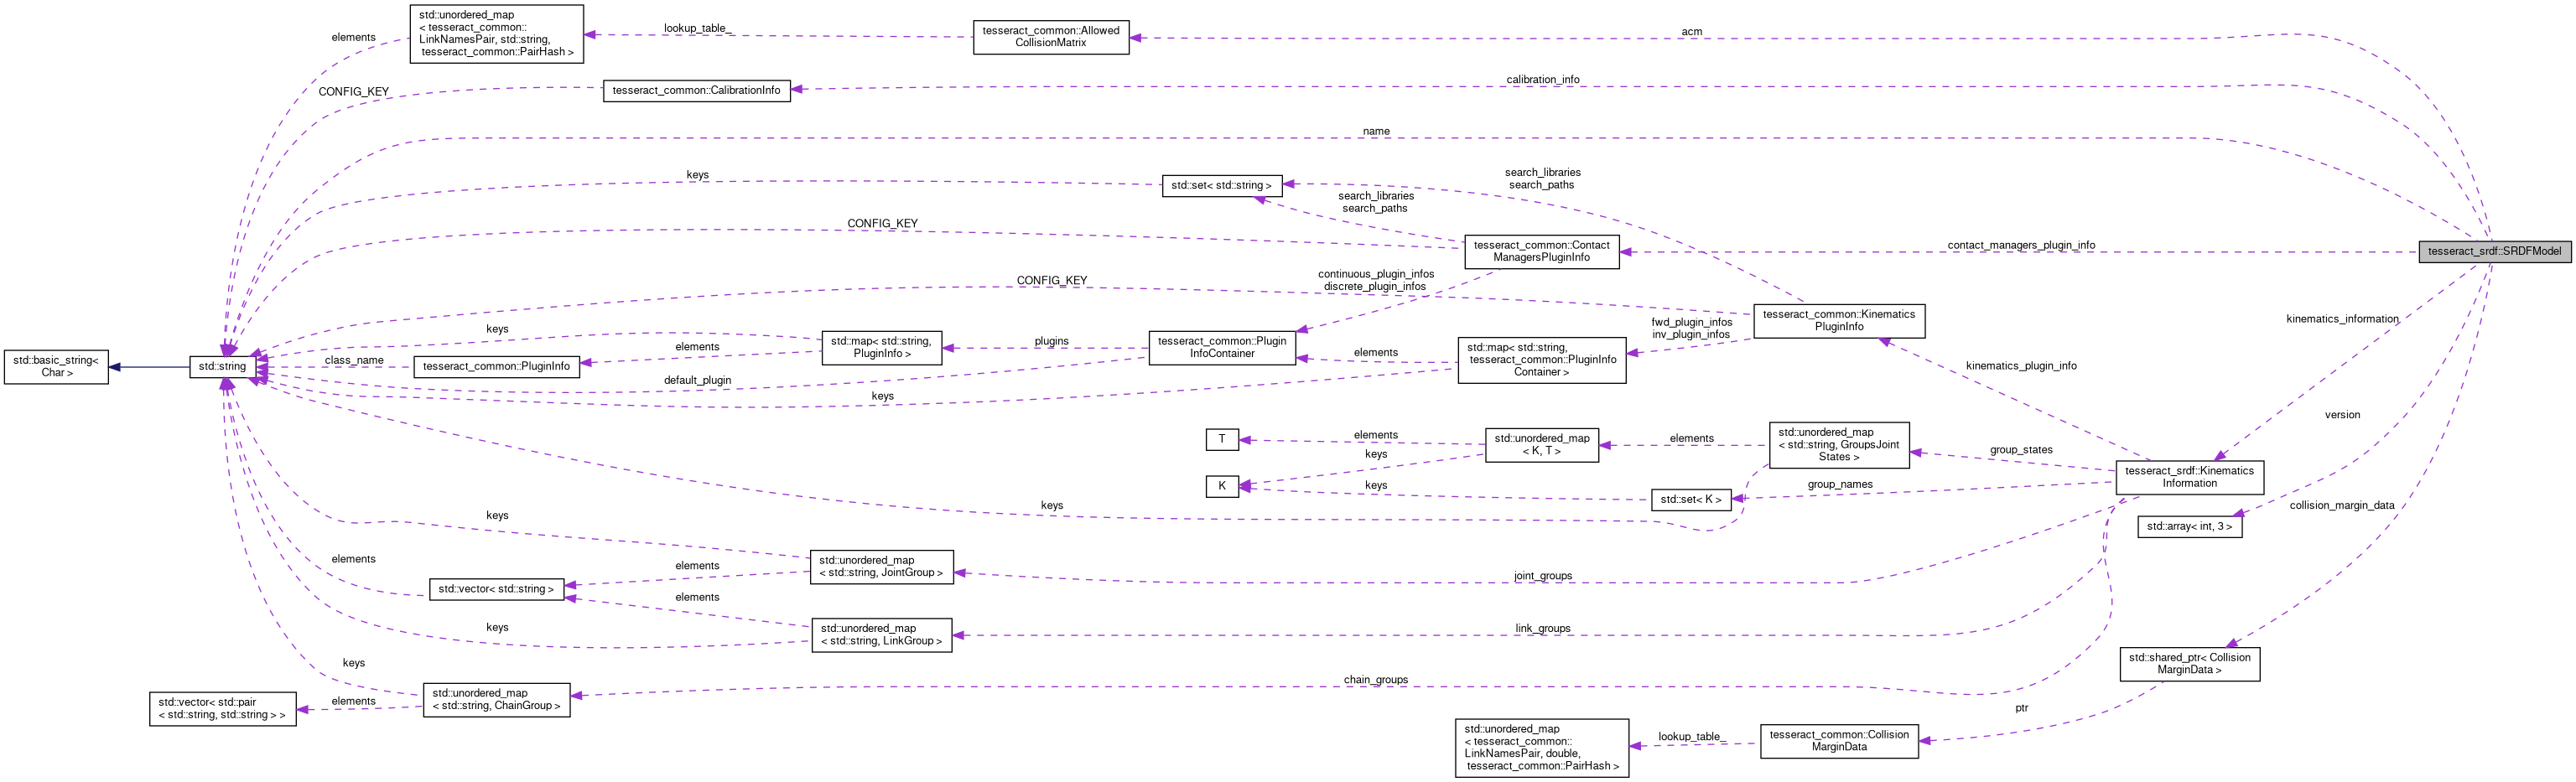 std::unordered_map
< tesseract_common::
LinkNamesPair, std::string,
tesseract_common::PairHash >
elements
lookup_table_
tesseract_common::Allowed
CollisionMatrix
acm
CONFIG_KEY
tesseract_common::CalibrationInfo
calibration_info
name
keys
std::set< std::string >
search_libraries
search_paths
search_libraries
search_paths
CONFIG_KEY
tesseract_common::Contact
ManagersPluginInfo
contact_managers_plugin_info
tesseract_srdf::SRDFModel
CONFIG_KEY
continuous_plugin_infos
discrete_plugin_infos
tesseract_common::Kinematics
PluginInfo
kinematics_information
std::basic_string<
Char >
std::string
keys
class_name
tesseract_common::PluginInfo
elements
std::map< std::string,
PluginInfo >
plugins
tesseract_common::Plugin
InfoContainer
elements
std::map< std::string,
tesseract_common::PluginInfo
Container >
fwd_plugin_infos
inv_plugin_infos
kinematics_plugin_info
default_plugin
keys
T
elements
keys
std::unordered_map
< K, T >
elements
std::unordered_map
< std::string, GroupsJoint
States >
group_states
version
K
keys
std::set< K >
group_names
tesseract_srdf::Kinematics
Information
keys
keys
std::array< int, 3 >
collision_margin_data
elements
std::vector< std::string >
elements
elements
std::unordered_map
< std::string, JointGroup >
joint_groups
keys
std::unordered_map
< std::string, LinkGroup >
link_groups
keys
std::vector< std::pair
< std::string, std::string > >
elements
std::unordered_map
< std::string, ChainGroup >
chain_groups
std::shared_ptr< Collision
MarginData >
ptr
std::unordered_map
< tesseract_common::
LinkNamesPair, double,
tesseract_common::PairHash >
lookup_table_
tesseract_common::Collision
MarginData